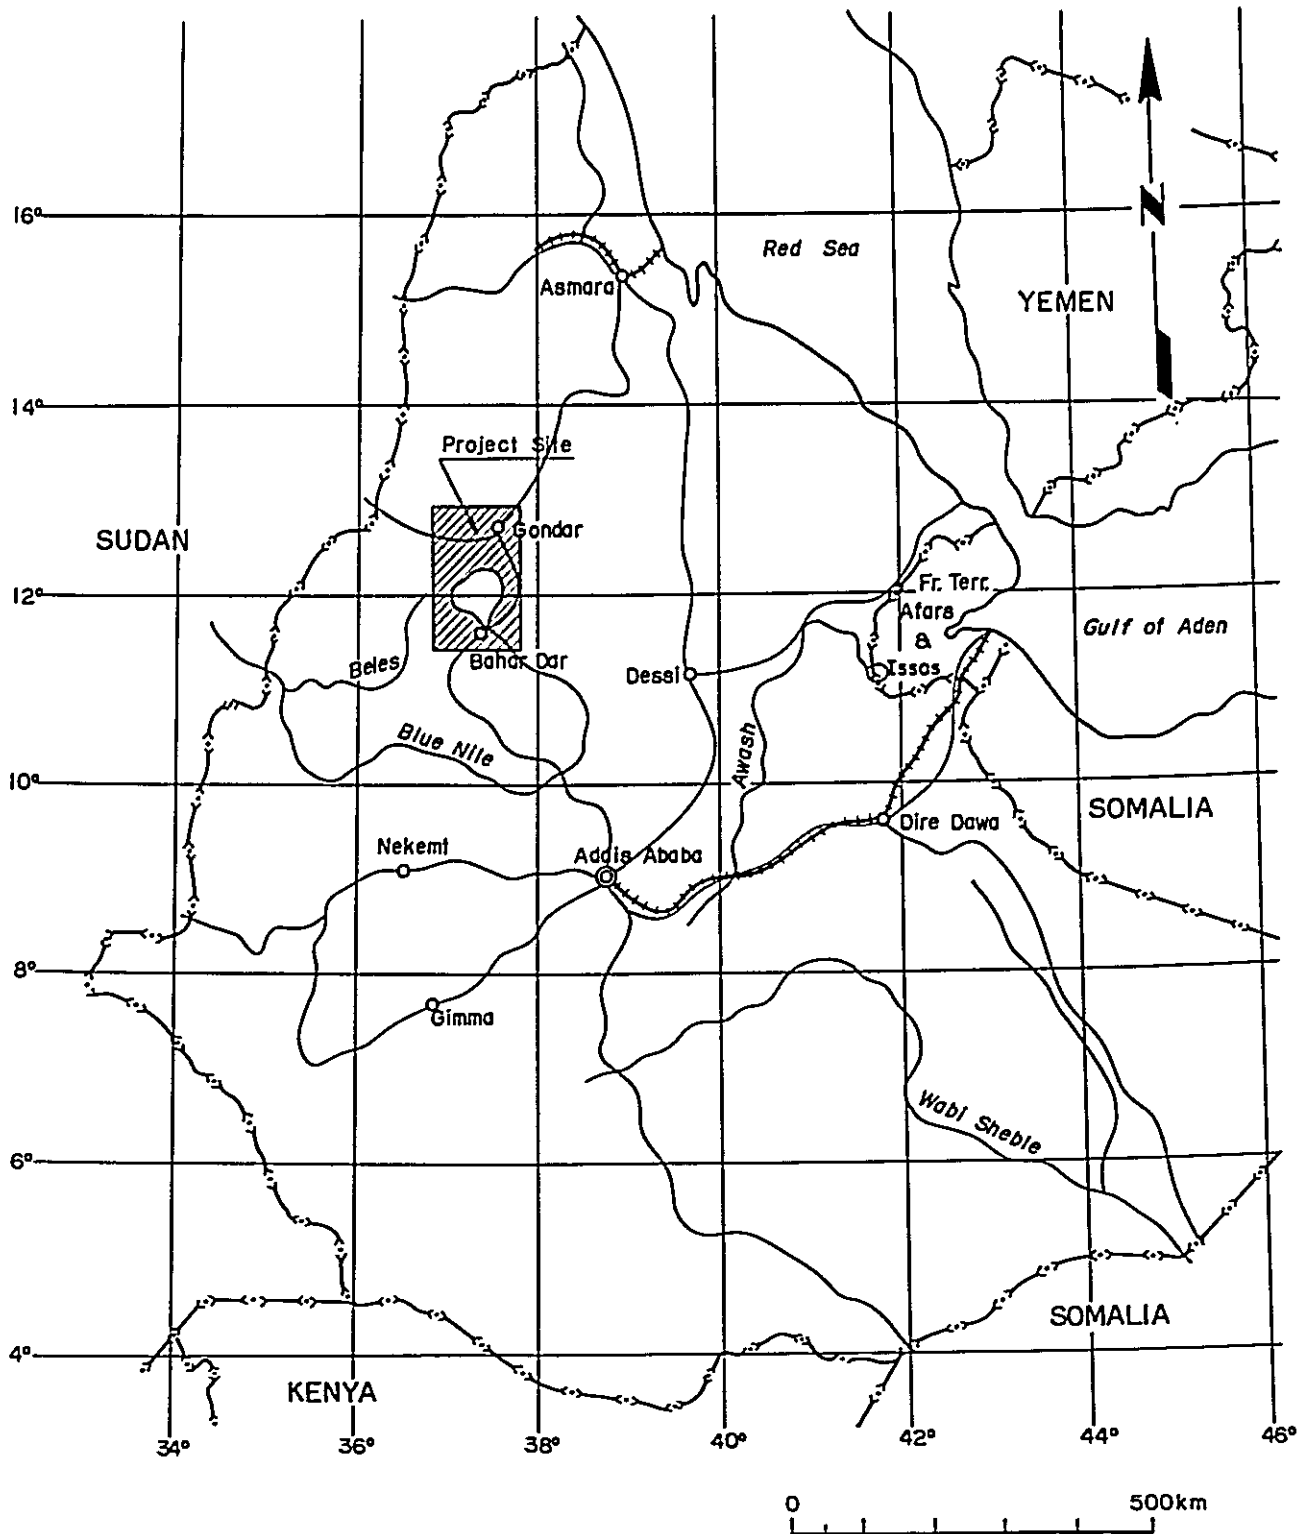 16°
Red Sea
Asmara
YEMEN
14°
Project Site
SUDAN
Gondar
12°
Fr. Terr.
Afars
&
Issas
Gulf of Aden
Beles
Bahar Dar
Dessi
Blue Nile
Awash
10°
SOMALIA
Dire Dawa
Nekemt
Addis Ababa
8°
Gimma
Wabi Sheble
6°
SOMALIA
4°
KENYA
34°
36°
38°
40°
42°
44°
46°
0
500km
N